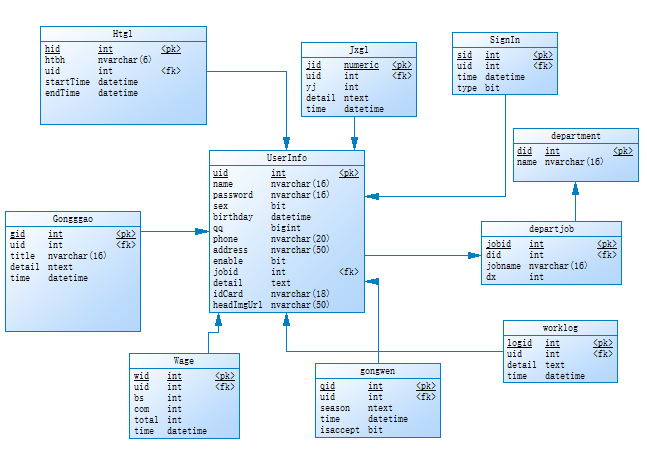 Htgl
hid int <pk>
htbh nvarchar(6)
uid int <fk>
startTime datetime
endTime datetime
Jxgl
jid numeric <pk>
uid int <fk>
yj int
detail ntext
time datetime
SignIn
sid int <pk>
uid int <fk>
time datetime
type bit
department
did int <pk>
name nvarchar(16)
UserInfo
uid int <pk>
name nvarchar(16)
password nvarchar(16)
sex bit
birthday datetime
qq bigint
phone nvarchar(20)
address nvarchar(50)
enable bit
jobid int <fk>
detail text
idCard nvarchar(18)
headImgUrl nvarchar(50)
Gongggao
gid int <pk>
uid int <fk>
title nvarchar(16)
detail ntext
time datetime
departjob
jobid int <pk>
did int <fk>
jobname nvarchar(16)
dx int
worklog
logid int <pk>
uid int <fk>
detail text
time datetime
Wage
wid int <pk>
uid int <fk>
bs int
com int
total int
time datetime
gongwen
qid int <pk>
uid int <fk>
season ntext
time datetime
isaccept bit